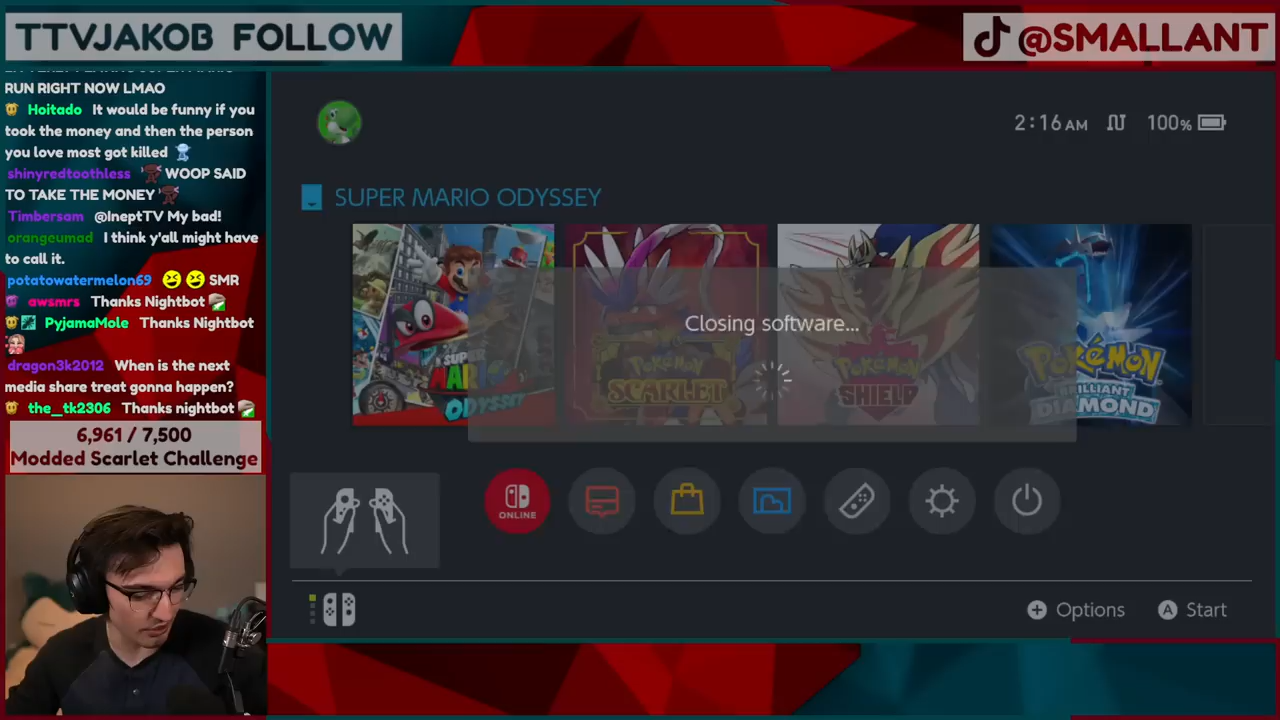 TTVJAKOB FOLLOW
@SMALLANT
RUN RIGHT NOW LMAO
Hoitado It would be funny if you
took the money and then the person
you love most got killed
shinyredtoothless WOOP SAID
TO TAKE THE MONEY
Timbersam @IneptTV My bad!
orangeumad I think y'all might have
to call it.
potatowatermelon69 SMR
awsmrs Thanks Nightbot
PyjamaMole Thanks Nightbot
dragon3k2012 When is the next
media share treat gonna happen?
the_tk2306 Thanks nightbot
6,961 / 7,500
Modded Scarlet Challenge
2:16 AM 100%
SUPER MARIO ODYSSEY
SUPER
MARIO
ODYSSEY
Pokémon
SCARLET
POKÉMON
SHIELD
POKÉMON
BRILLIANT
DIAMOND
Closing software...
ONLINE
+ Options
A Start